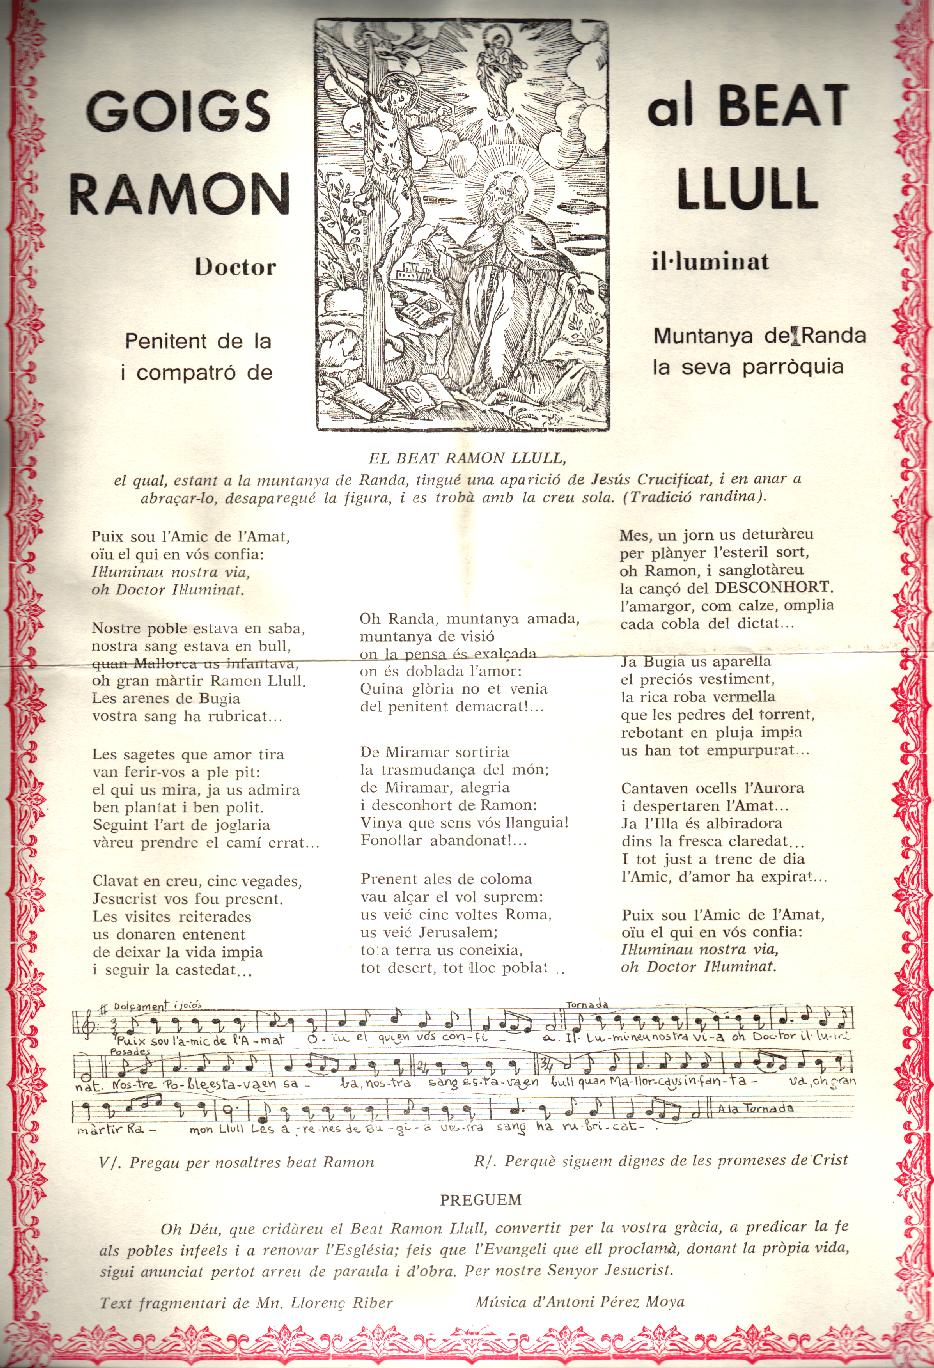 GOIGS al BEAT
RAMON LLULL
Doctor il·luminat
Penitent de la Muntanya de Randa
i compatró de la seva parròquia
EL BEAT RAMON LLULL,
el qual, estant a la muntanya de Randa, tingué una aparició de Jesús Crucificat, i en anar a
abraçar-lo, desaparegué la figura, i es trobà amb la creu sola. (Tradició randina).
Puix sou l'Amic de l'Amat,
oïu el qui en vós confia:
Il·luminau nostra via,
oh Doctor Il·luminat.
Nostre poble estava en saba,
nostra sang estava en bull,
quan Mallorca us infantava,
oh gran màrtir Ramon Llull.
Les arenes de Bugia
vostra sang ha rubricat...
Les sagetes que amor tira
van ferir-vos a ple pit:
el qui us mira, ja us admira
ben plantat i ben polit.
Seguint l'art de joglaria
vàreu prendre el camí errat...
Clavat en creu, cinc vegades,
Jesucrist vos fou present.
Les visites reiterades
us donaren entenent
de deixar la vida impia
i seguir la castedat...
Oh Randa, muntanya amada,
muntanya de visió
on la pensa és exalçada
on és doblada l'amor:
Quina glòria no et venia
del penitent demacrat!...
De Miramar sortiria
la trasmudança del món;
de Miramar, alegria
i desconhort de Ramon:
Vinya que sens vós llanguia!
Fonollar abandonat!...
Prenent ales de coloma
vau alçar el vol suprem:
us veié cinc voltes Roma,
us veié Jerusalem;
tota terra us coneixia,
tot desert, tot lloc poblat ..
Mes, un jorn us deturàreu
per plànyer l'esteril sort,
oh Ramon, i sanglotàreu
la cançó del DESCONHORT.
l'amargor, com calze, omplia
cada cobla del dictat...
Ja Bugia us aparella
el preciós vestiment,
la rica roba vermella
que les pedres del torrent,
rebotant en pluja impia
us han tot empurpurat...
Cantaven ocells l'Aurora
i despertaren l'Amat...
Ja l'Illa és albiradora
dins la fresca claredat...
I tot just a trenc de dia
l'Amic, d'amor ha expirat...
Puix sou l'Amic de l'Amat,
oïu el qui en vós confia:
Il·luminau nostra via,
oh Doctor Il·luminat.
Dolçament i joiós Tornada
Puix sou l'a-mic de l'A-mat O-ïu el qui en vós con-fi - a. Il-lu-mineu nostra vi-a oh Doctor il-lu-mi
Posades
nat. Nos-tre Po-ble esta-va en sa - ba, nos-tra sang es-ta-va en bull quan Ma-llor-ca us in-fan-ta - va, oh gran
màrtir Ra - mon Llull Les a-re-nes de Bu-gi-a vos-tra sang ha ru-bri-cat- . A la Tornada
V/. Pregau per nosaltres beat Ramon R/. Perquè siguem dignes de les promeses de Crist
PREGUEM
Oh Déu, que cridàreu el Beat Ramon Llull, convertit per la vostra gràcia, a predicar la fe
als pobles infeels i a renovar l'Església; feis que l'Evangeli que ell proclamà, donant la pròpia vida,
sigui anunciat pertot arreu de paraula i d'obra. Per nostre Senyor Jesucrist.
Text fragmentari de Mn. Llorenç Riber Música d'Antoni Pérez Moya